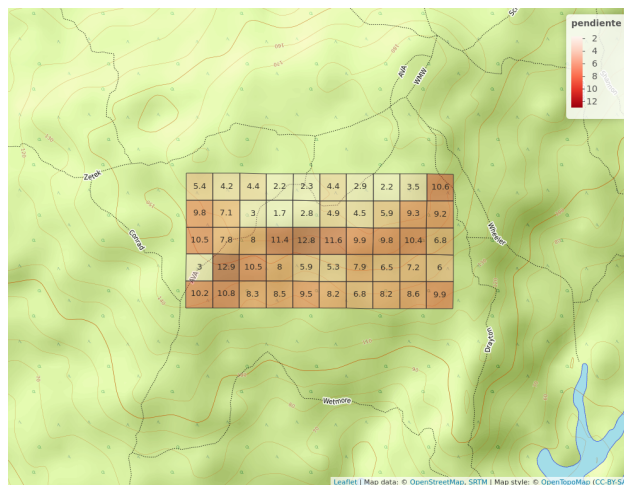 pendiente
2
4
6
8
10
12
AVA
WMW
Zetek
Conrad
Wheeler
AVA
Drayton
Wetmore
5.4 4.2 4.4 2.2 2.3 4.4 2.9 2.2 3.5 10.6
9.8 7.1 3 1.7 2.8 4.9 4.5 5.9 9.3 9.2
10.5 7.8 8 11.4 12.8 11.6 9.9 9.8 10.4 6.8
3 12.9 10.5 8 5.9 5.3 7.9 6.5 7.2 6
10.2 10.8 8.3 8.5 9.5 8.2 6.8 8.2 8.6 9.9
Leaflet | Map data: © OpenStreetMap, SRTM | Map style: © OpenTopoMap (CC-BY-SA